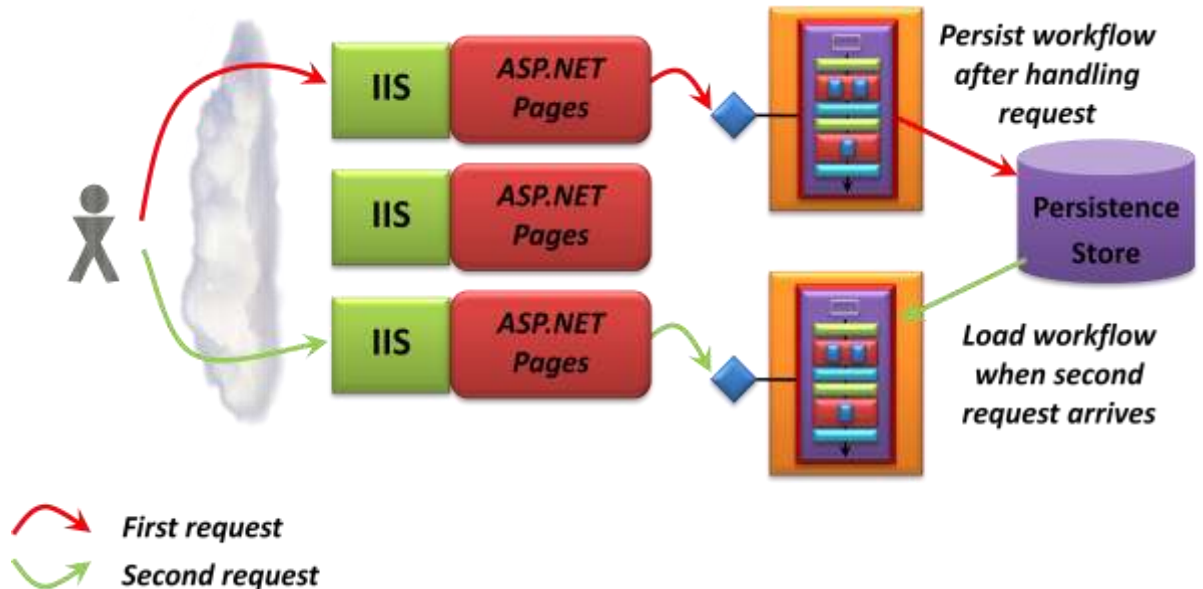 IIS
ASP.NET
Pages
Persist workflow
after handling
request
IIS
ASP.NET
Pages
Persistence
Store
IIS
ASP.NET
Pages
Load workflow
when second
request arrives
First request
Second request